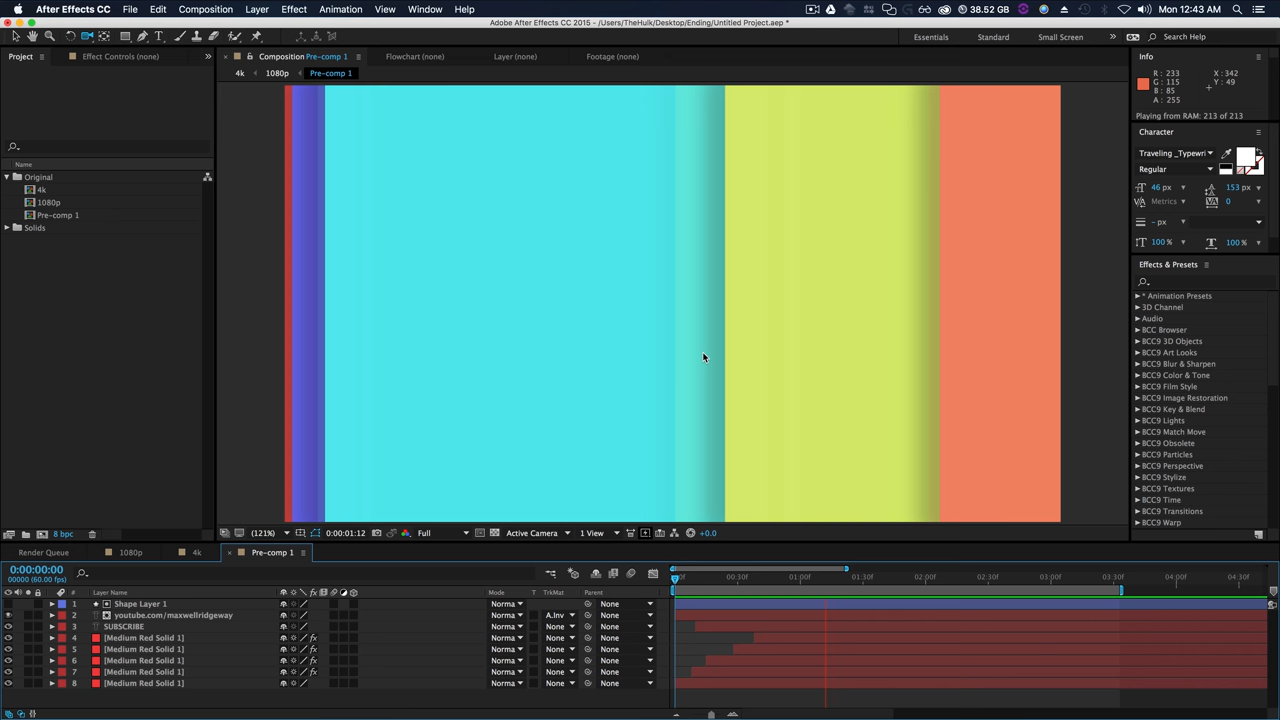 After Effects CC File Edit Composition Layer Effect Animation View Window Help 38.52 GB Mon 12:43 AM
Adobe After Effects CC 2015 - /Users/TheHulk/Desktop/Ending/Untitled Project.aep *
Essentials Standard Small Screen Search Help
Project Effect Controls (none) Composition Pre-comp 1 Flowchart (none) Layer (none) Footage (none) Info
4k 1080p Pre-comp 1
R : 233 X : 342
G : 115 Y : 49
B : 85
A : 255
Playing from RAM: 213 of 213
Character
Traveling _Typewri
Regular
46 px 153 px
Metrics 0
- px
100 % 100 %
Effects & Presets
Name
Original
4k
1080p
Pre-comp 1
Solids
* Animation Presets
3D Channel
Audio
BCC Browser
BCC9 3D Objects
BCC9 Art Looks
BCC9 Blur & Sharpen
BCC9 Color & Tone
BCC9 Film Style
BCC9 Image Restoration
BCC9 Key & Blend
BCC9 Lights
BCC9 Match Move
BCC9 Obsolete
BCC9 Particles
BCC9 Perspective
BCC9 Stylize
BCC9 Textures
BCC9 Time
BCC9 Transitions
BCC9 Warp
8 bpc (121%) 0:00:01:12 Full Active Camera 1 View +0.0
Render Queue 1080p 4k Pre-comp 1
0:00:00:00
00000 (60.00 fps)
00:30f 01:00f 01:30f 02:00f 02:30f 03:00f 03:30f 04:00f 04:30f
# Layer Name Mode T TrkMat Parent
1 Shape Layer 1 Norma None
2 youtube.com/maxwellridgeway Norma A.Inv None
3 SUBSCRIBE Norma None None
4 [Medium Red Solid 1] Norma None None
5 [Medium Red Solid 1] Norma None None
6 [Medium Red Solid 1] Norma None None
7 [Medium Red Solid 1] Norma None None
8 [Medium Red Solid 1] Norma None None